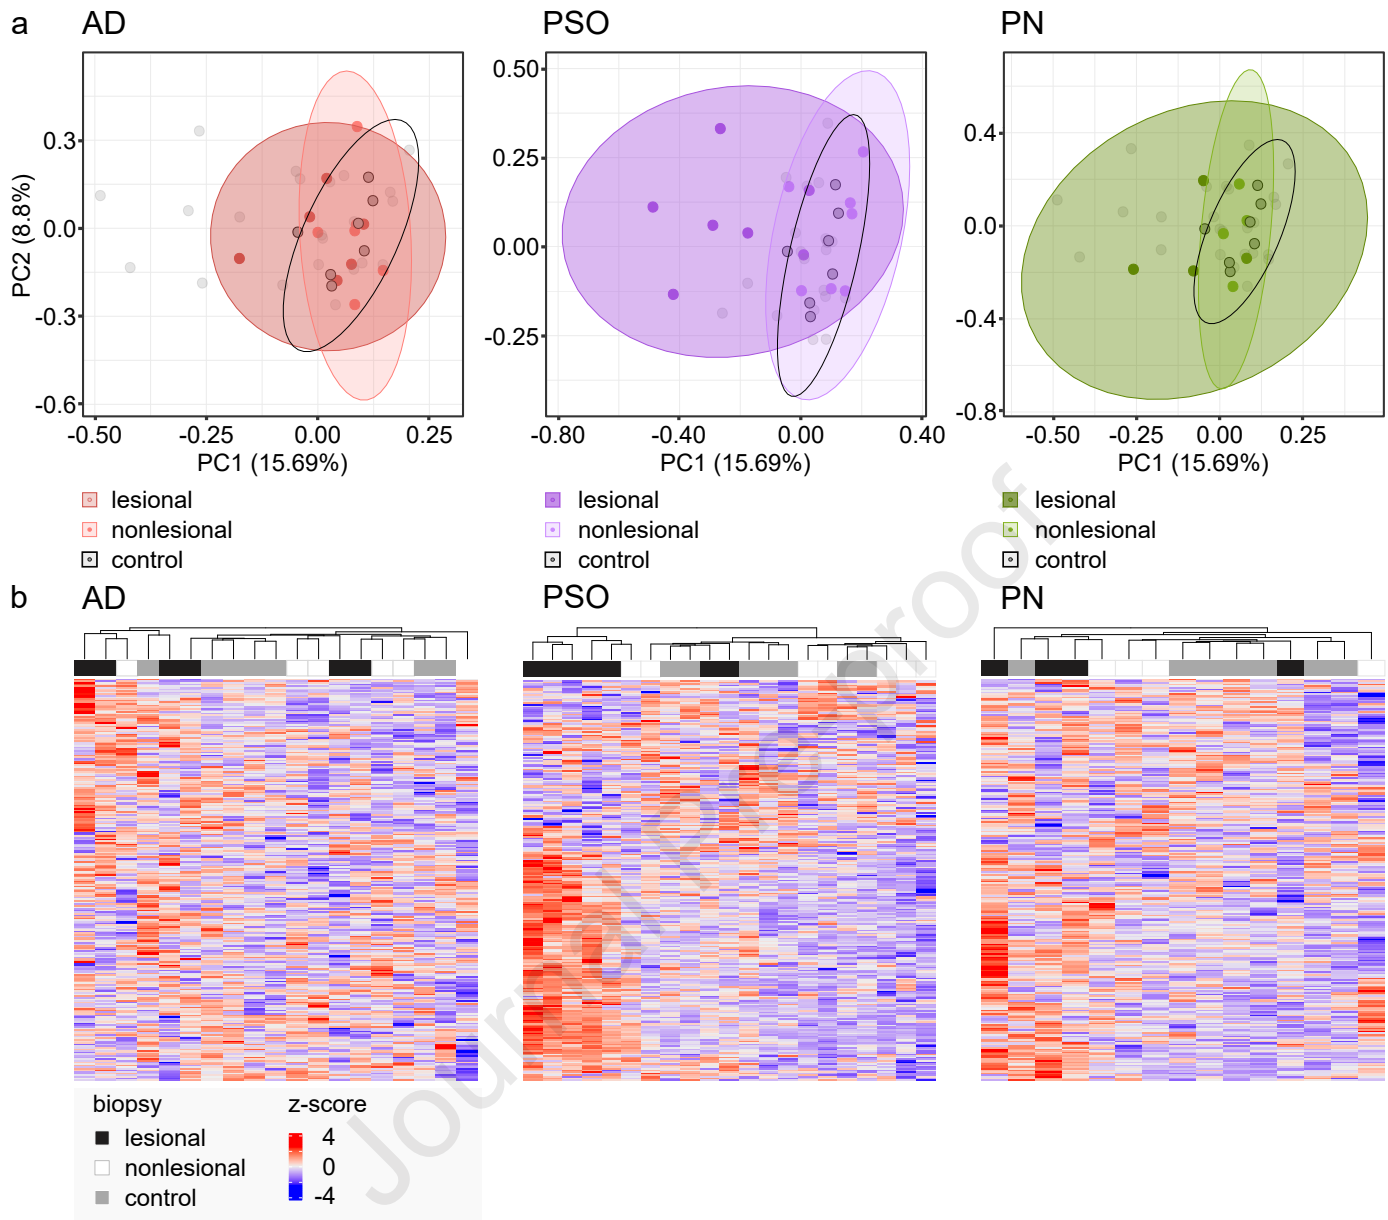 a
AD
PSO
PN
PC2 (8.8%)
0.3
0.0
-0.3
-0.6
-0.50
-0.25
0.00
0.25
PC1 (15.69%)
0.50
0.25
0.00
-0.25
-0.80
-0.40
0.00
0.40
PC1 (15.69%)
0.4
0.0
-0.4
-0.8
-0.50
-0.25
0.00
0.25
PC1 (15.69%)
lesional
nonlesional
control
lesional
nonlesional
control
lesional
nonlesional
control
b
AD
PSO
PN
biopsy
lesional
nonlesional
control
z-score
4
0
-4
Journal Pre-proof